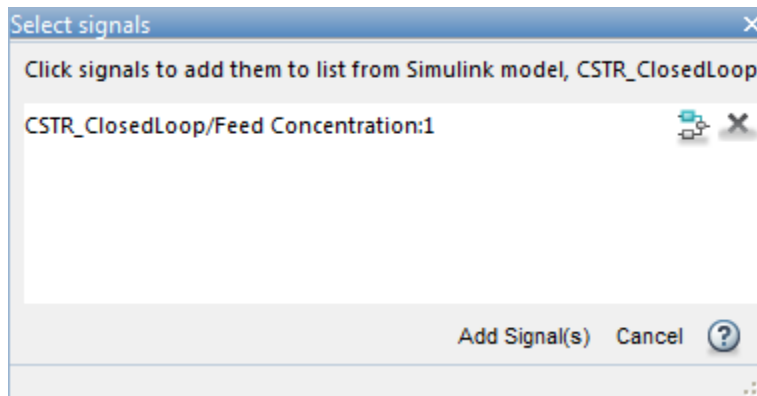 Select signals
Click signals to add them to list from Simulink model, CSTR_ClosedLoop
CSTR_ClosedLoop/Feed Concentration:1
Add Signal(s) Cancel ?